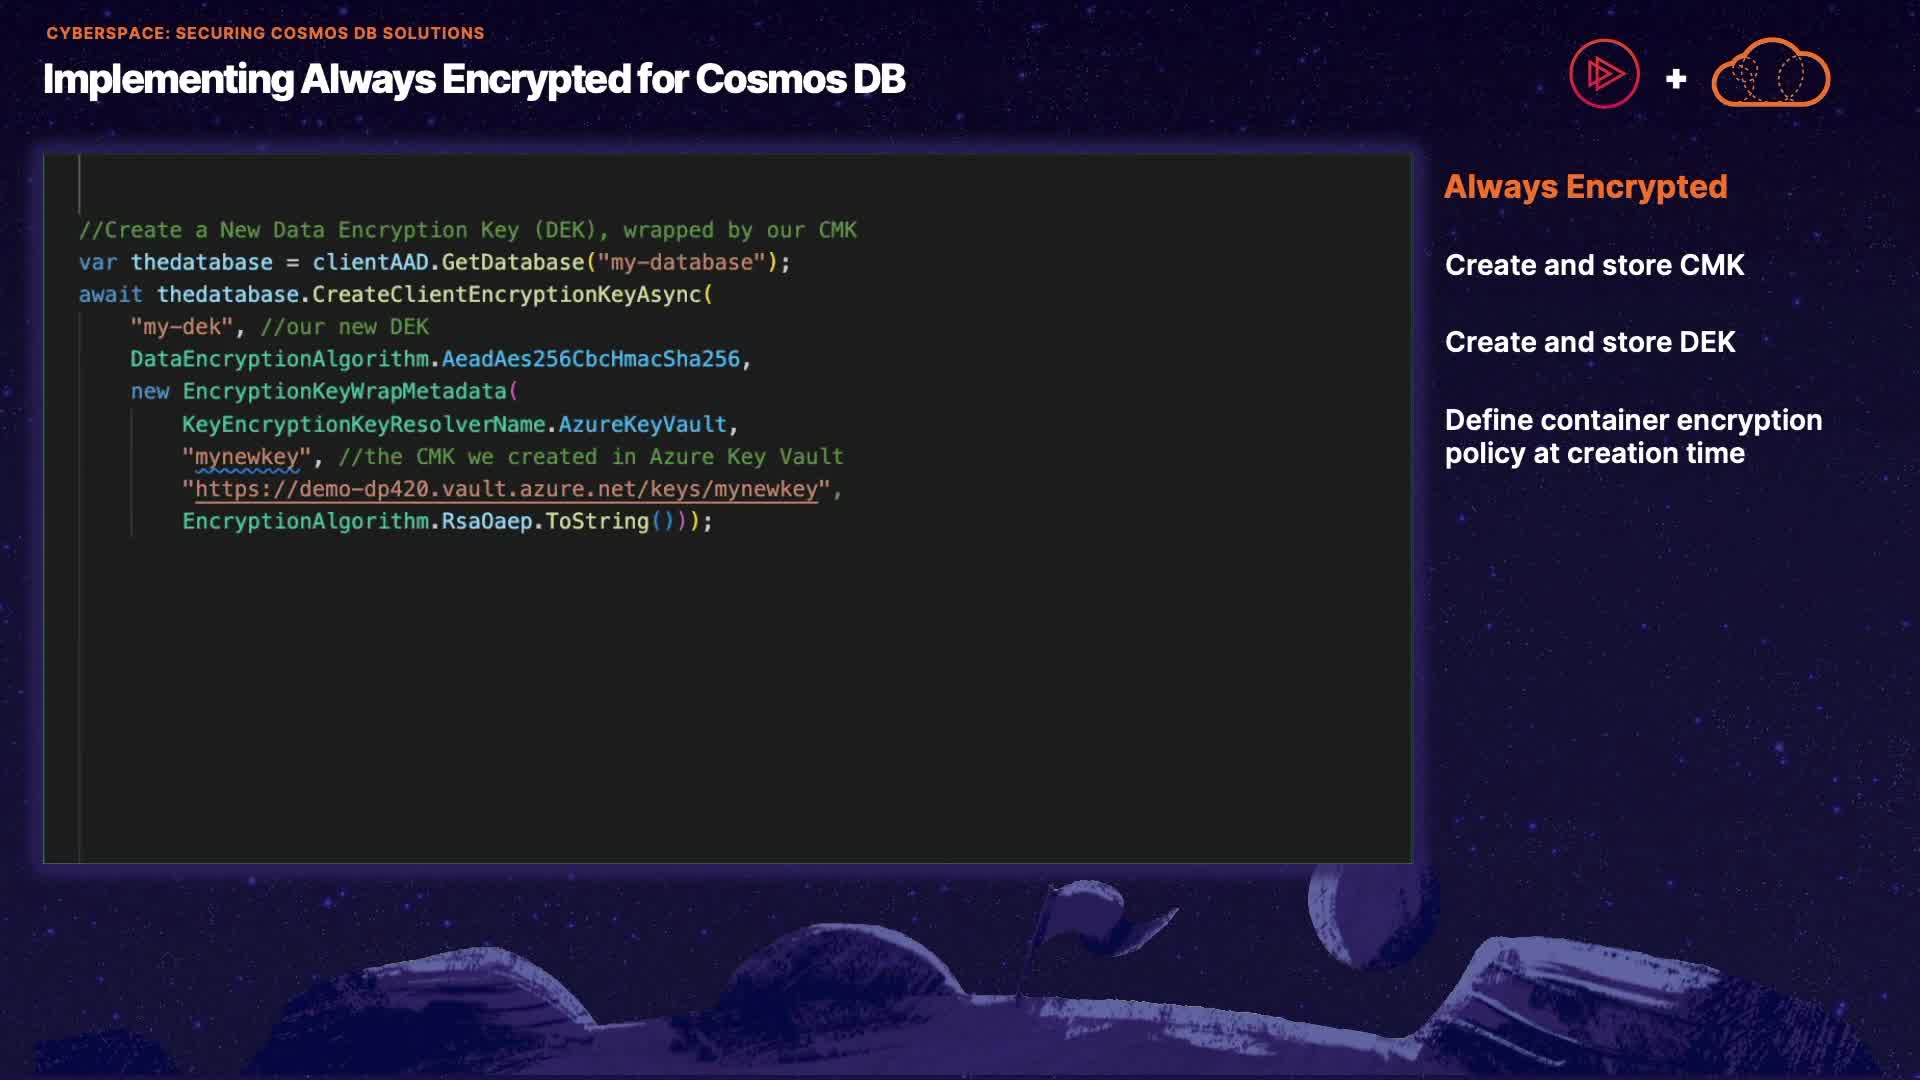 CYBERSPACE: SECURING COSMOS DB SOLUTIONS
Implementing Always Encrypted for Cosmos DB
//Create a New Data Encryption Key (DEK), wrapped by our CMK
var thedatabase = clientAAD.GetDatabase("my-database");
await thedatabase.CreateClientEncryptionKeyAsync(
"my-dek", //our new DEK
DataEncryptionAlgorithm.AeadAes256CbcHmacSha256,
new EncryptionKeyWrapMetadata(
KeyEncryptionKeyResolverName.AzureKeyVault,
"mynewkey", //the CMK we created in Azure Key Vault
"https://demo-dp420.vault.azure.net/keys/mynewkey",
EncryptionAlgorithm.RsaOaep.ToString()));
Always Encrypted
Create and store CMK
Create and store DEK
Define container encryption
policy at creation time